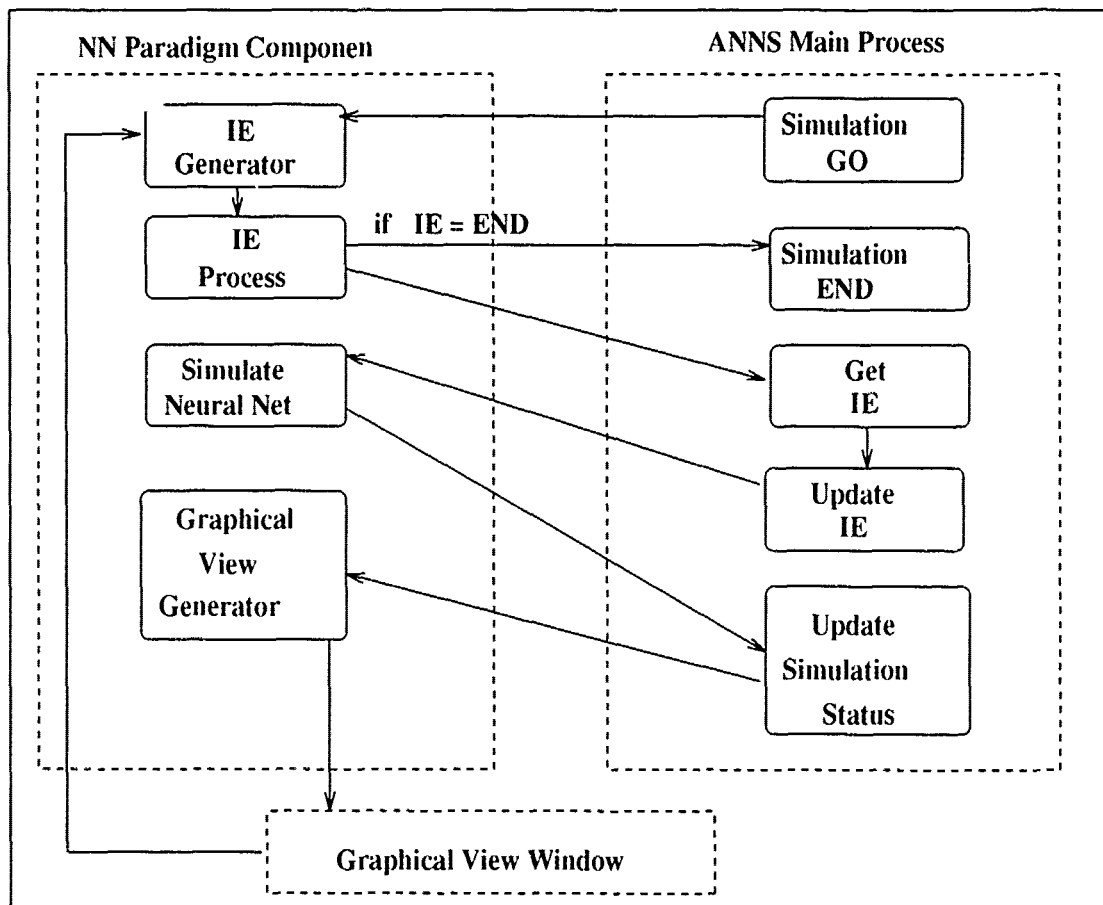 NN Paradigm Componen
ANNS Main Process
IE
Generator
Simulation
GO
IE
Process
if IE = END
Simulation
END
Simulate
Neural Net
Get
IE
Update
IE
Graphical
View
Generator
Update
Simulation
Status
Graphical View Window